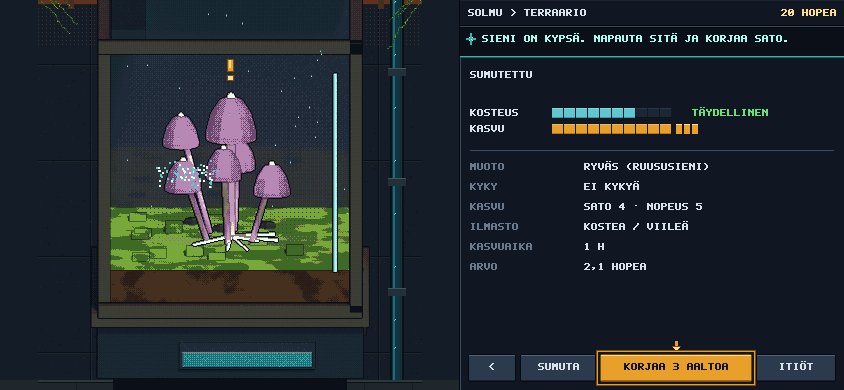 SOLMU > TERRAARIO
20 HOPEA
SIENI ON KYPSÄ. NAPAUTA SITÄ JA KORJAA SATO.
SUMUTETTU
KOSTEUS TÄYDELLINEN
KASVU
MUOTO RYVÄS (RUUSUSIENI)
KYKY EI KYKYÄ
KASVU SATO 4 · NOPEUS 5
ILMASTO KOSTEA / VIILEÄ
KASVUAIKA 1 H
ARVO 2,1 HOPEA
< SUMUTA KORJAA 3 AALTOA ITIÖT